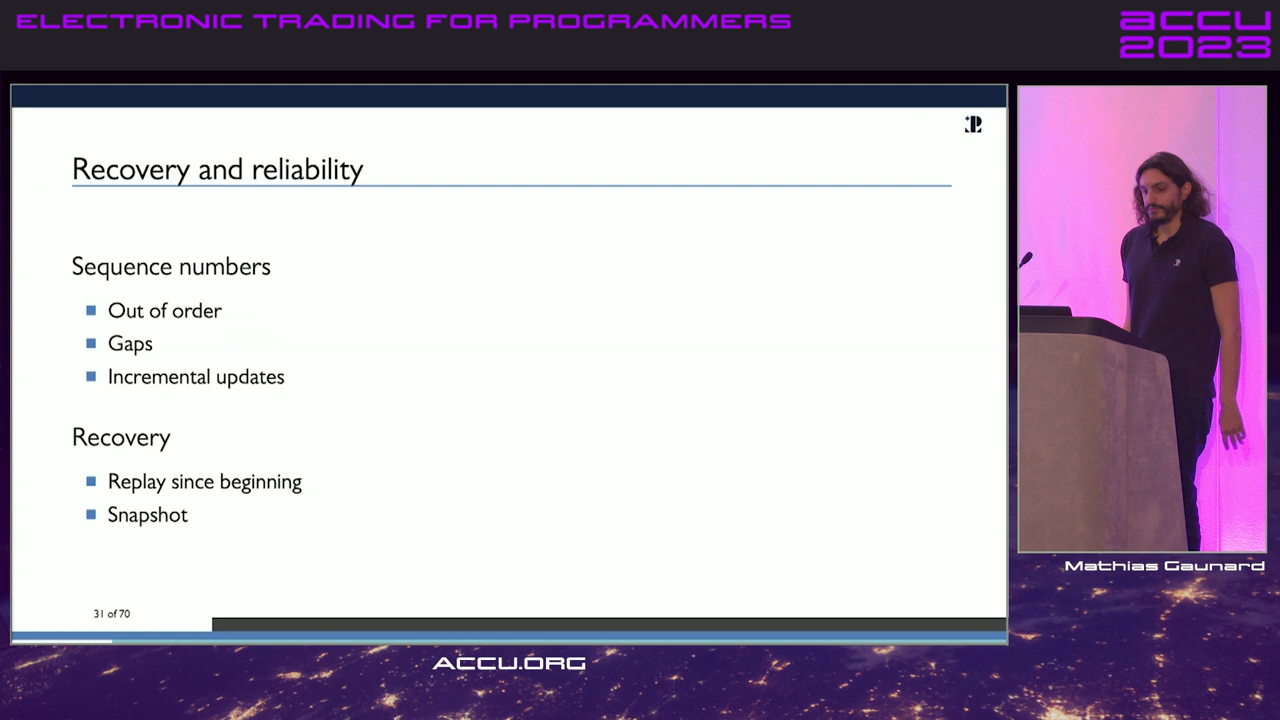 ELECTRONIC TRADING FOR PROGRAMMERS
accu
2023
Recovery and reliability
Sequence numbers
Out of order
Gaps
Incremental updates
Recovery
Replay since beginning
Snapshot
31 of 70
Mathias Gaunard
ACCU.ORG